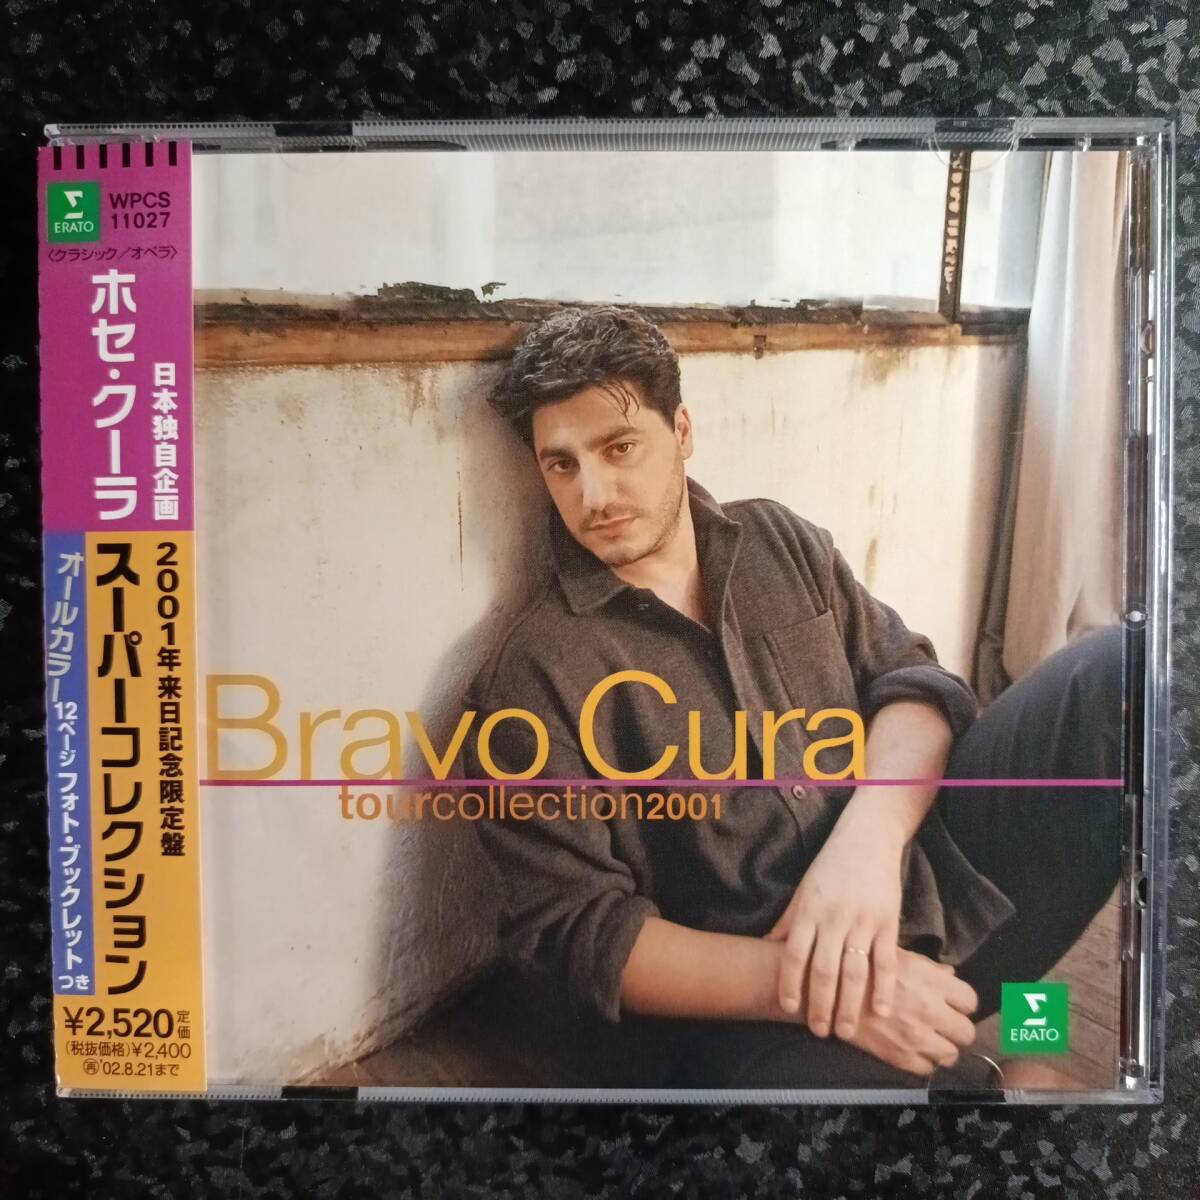 ERATO
WPCS
11027
〈クラシック／オペラ〉
ホセ・クーラ
日本独自企画
2001年来日記念限定盤
スーパーコレクション
オールカラー12ページフォト・ブックレットつき
¥2,520定価
(税抜価格)¥2,400
再'02.8.21まで
Bravo Cura
tourcollection2001
ERATO